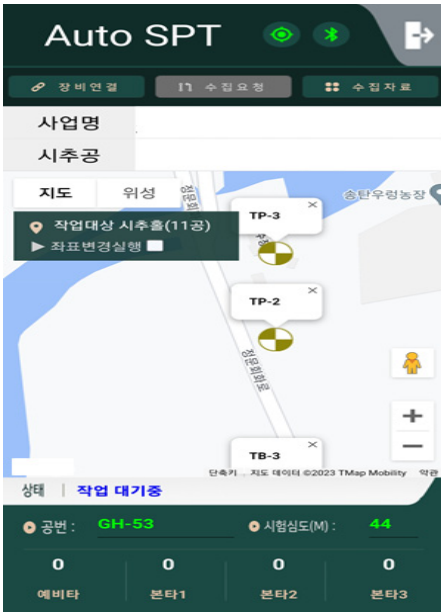 Auto SPT
장비연결 수집요청 수집자료
사업명
시추공
지도 위성
송탄우렁농장
작업대상 시추홀(11공)
▶ 좌표변경실행
TP-3 ×
TP-2 ×
정문회화로
TB-3 ×
단축키 지도 데이터 ©2023 TMap Mobility 약관
상태 | 작업 대기중
공번 : GH-53 시험심도(M) : 44
0 0 0 0
예비타 본타1 본타2 본타3